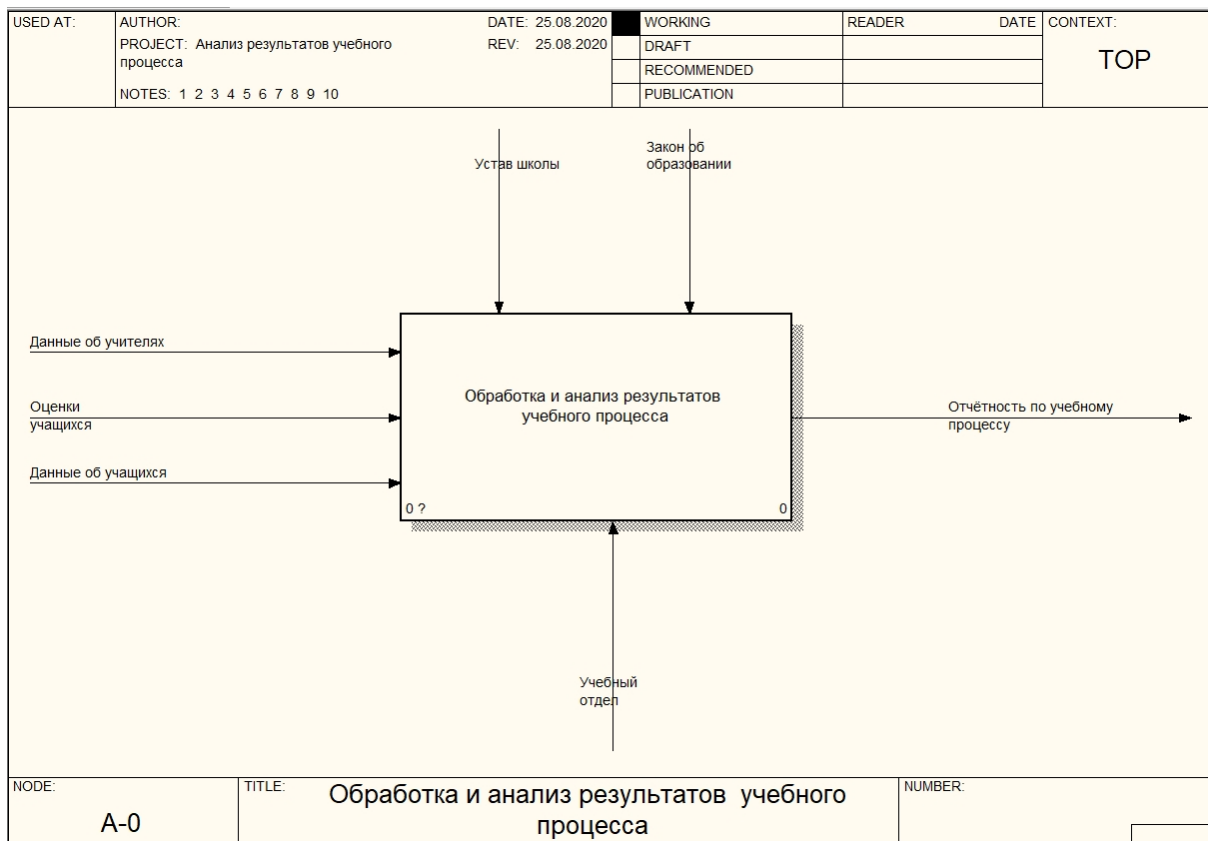 USED AT:
AUTHOR:
DATE: 25.08.2020
WORKING
READER
DATE
CONTEXT:
PROJECT: Анализ результатов учебного
процесса
REV: 25.08.2020
DRAFT
TOP
RECOMMENDED
NOTES: 1 2 3 4 5 6 7 8 9 10
PUBLICATION
Устав школы
Закон об
образовании
Данные об учителях
Оценки
учащихся
Данные об учащихся
Обработка и анализ результатов
учебного процесса
0 ?
0
Отчётность по учебному
процессу
Учебный
отдел
NODE:
A-0
TITLE:
Обработка и анализ результатов учебного
процесса
NUMBER: